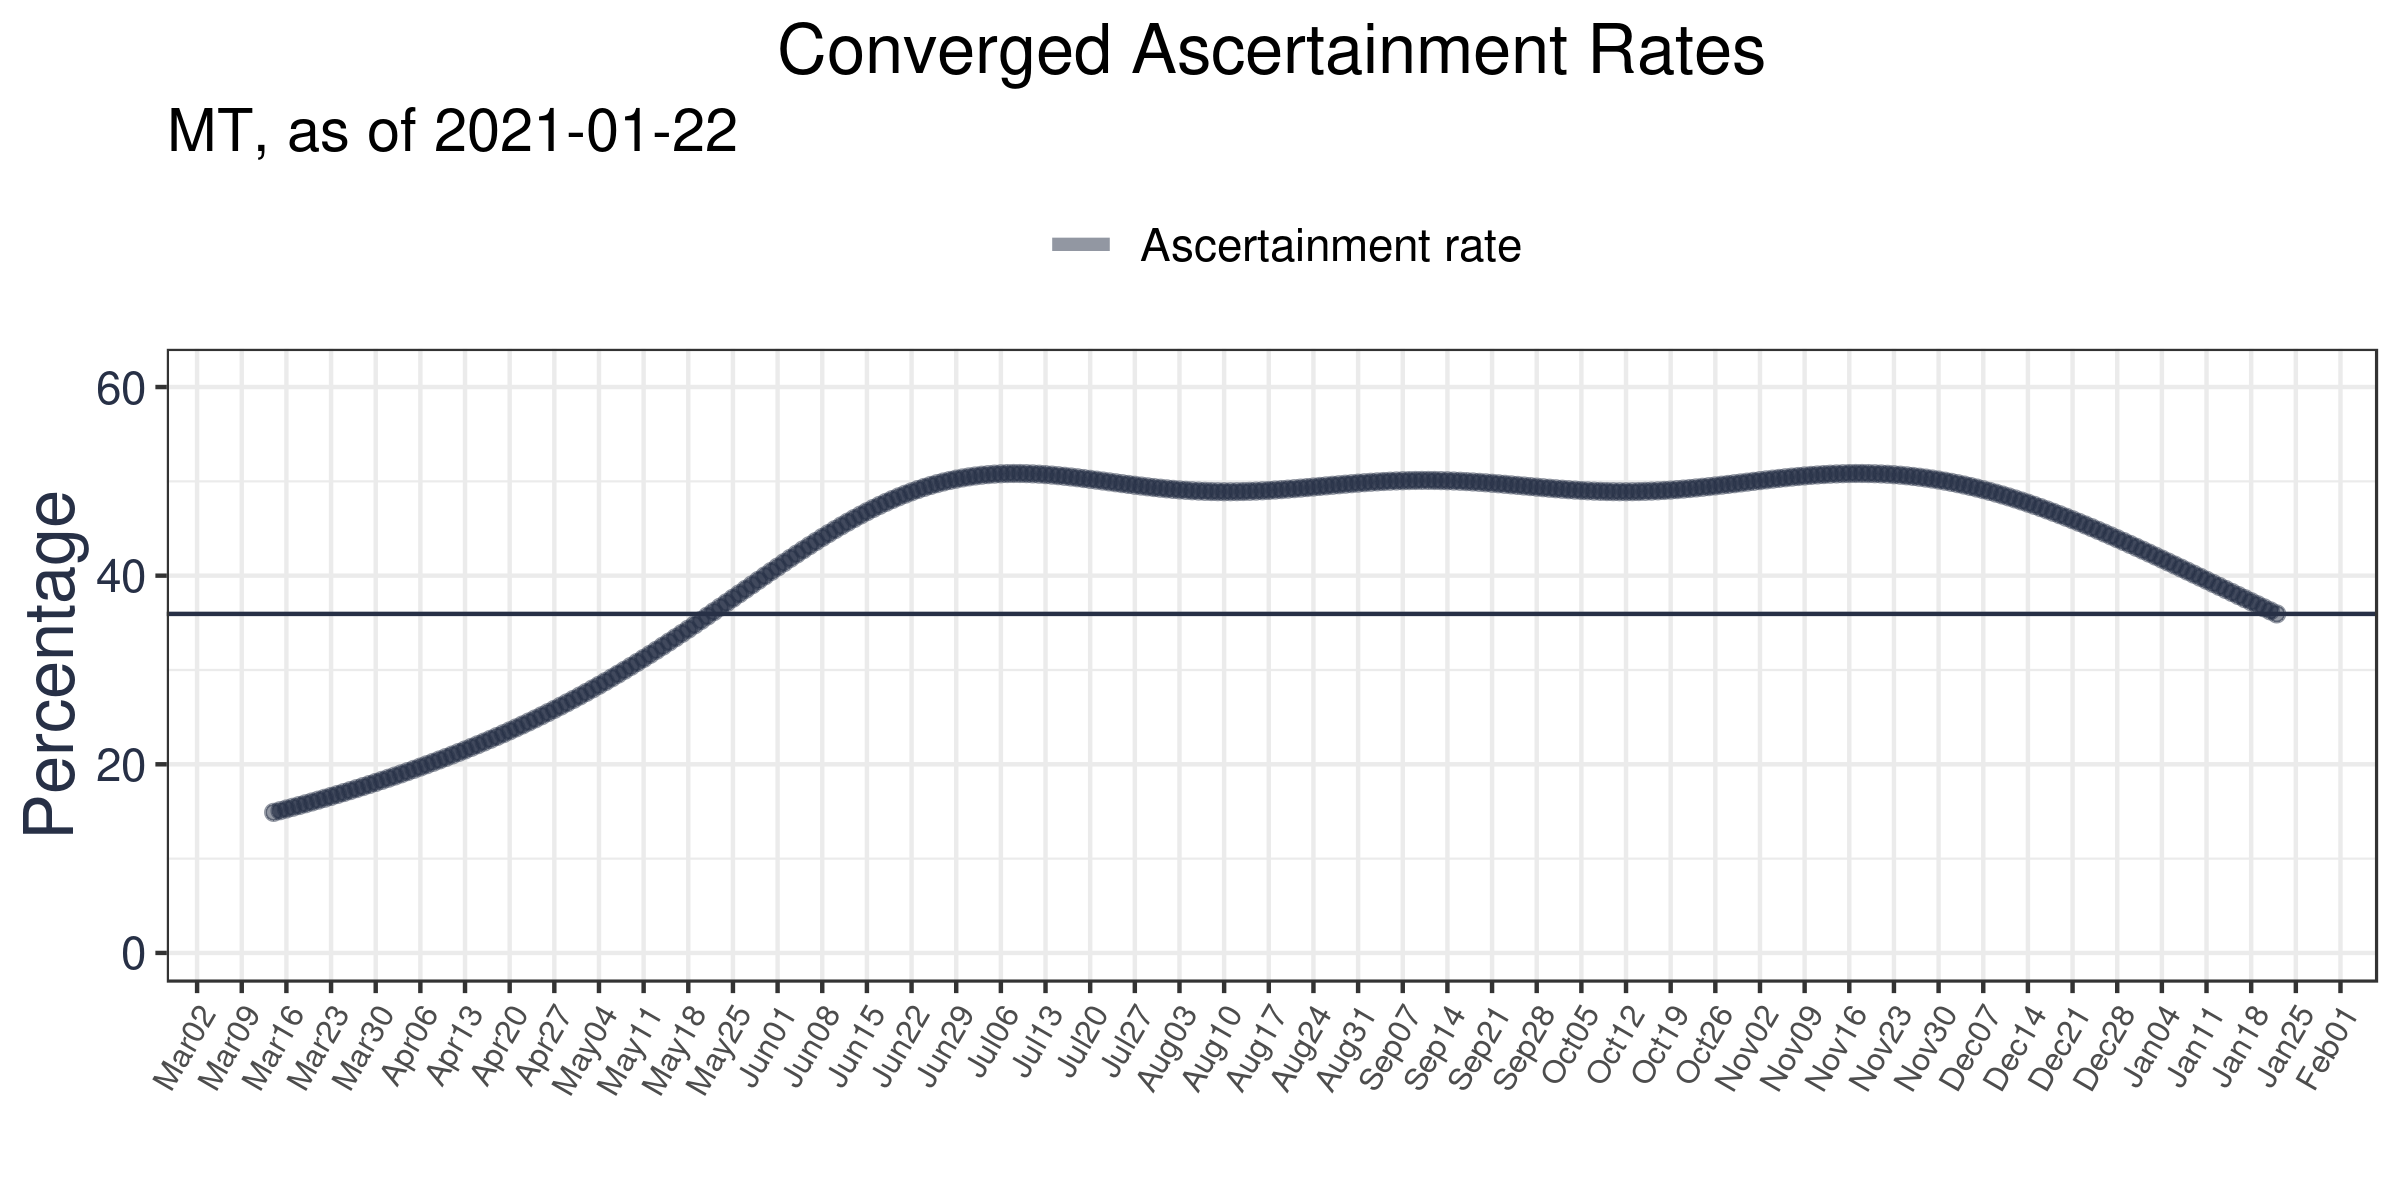 Converged Ascertainment Rates
MT, as of 2021-01-22
Ascertainment rate
Percentage
60
40
20
0
Mar02
Mar09
Mar16
Mar23
Mar30
Apr06
Apr13
Apr20
Apr27
May04
May11
May18
May25
Jun01
Jun08
Jun15
Jun22
Jun29
Jul06
Jul13
Jul20
Jul27
Aug03
Aug10
Aug17
Aug24
Aug31
Sep07
Sep14
Sep21
Sep28
Oct05
Oct12
Oct19
Oct26
Nov02
Nov09
Nov16
Nov23
Nov30
Dec07
Dec14
Dec21
Dec28
Jan04
Jan11
Jan18
Jan25
Feb01